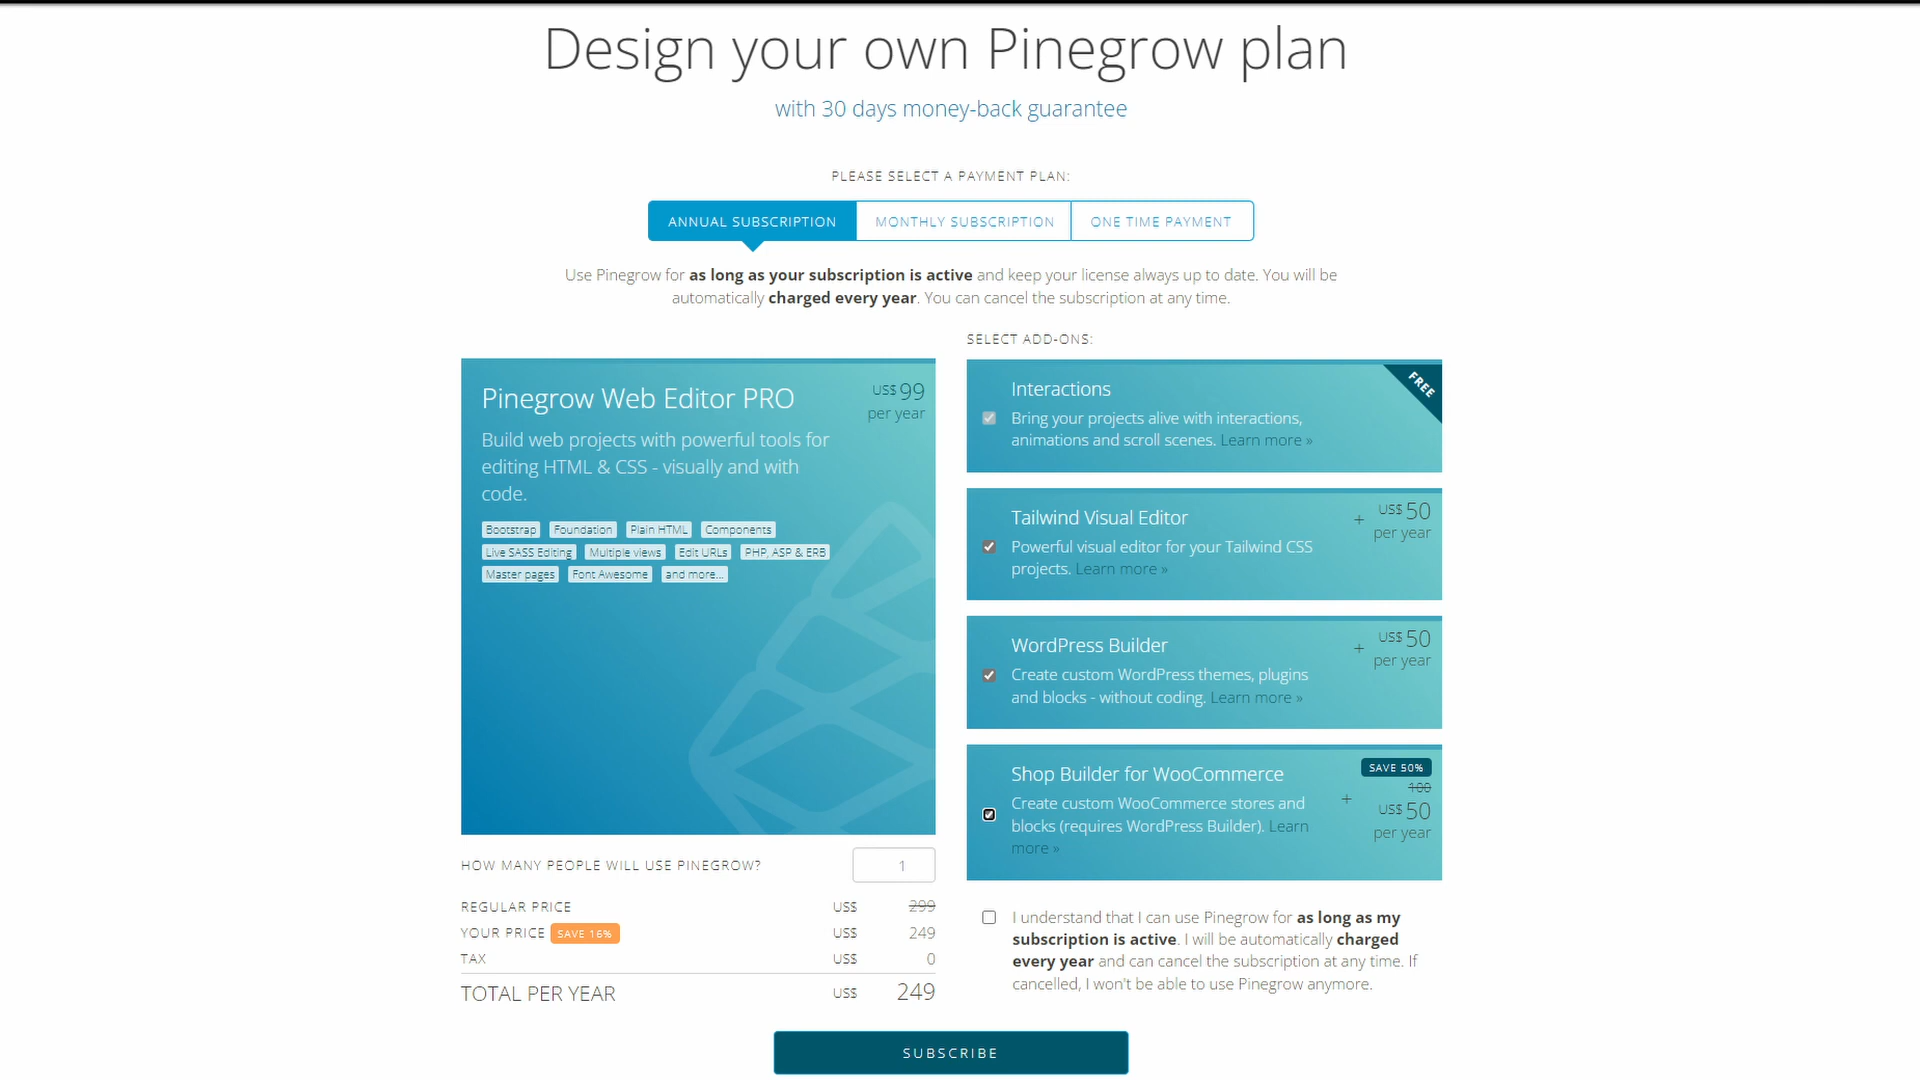 Design your own Pinegrow plan
with 30 days money-back guarantee
PLEASE SELECT A PAYMENT PLAN:
ANNUAL SUBSCRIPTION
MONTHLY SUBSCRIPTION
ONE TIME PAYMENT
Use Pinegrow for as long as your subscription is active and keep your license always up to date. You will be
automatically charged every year. You can cancel the subscription at any time.
Pinegrow Web Editor PRO
US$ 99
per year
Build web projects with powerful tools for
editing HTML & CSS - visually and with
code.
Bootstrap Foundation Plain HTML Components
Live SASS Editing Multiple views Edit URLs PHP, ASP & ERB
Master pages Font Awesome and more...
HOW MANY PEOPLE WILL USE PINEGROW? 1
REGULAR PRICE US$ 299
YOUR PRICE SAVE 16% US$ 249
TAX US$ 0
TOTAL PER YEAR US$ 249
SELECT ADD-ONS:
Interactions
FREE
Bring your projects alive with interactions,
animations and scroll scenes. Learn more »
Tailwind Visual Editor
+ US$ 50
per year
Powerful visual editor for your Tailwind CSS
projects. Learn more »
WordPress Builder
+ US$ 50
per year
Create custom WordPress themes, plugins
and blocks - without coding. Learn more »
Shop Builder for WooCommerce
SAVE 50%
100
+ US$ 50
per year
Create custom WooCommerce stores and
blocks (requires WordPress Builder). Learn
more »
I understand that I can use Pinegrow for as long as my
subscription is active. I will be automatically charged
every year and can cancel the subscription at any time. If
cancelled, I won't be able to use Pinegrow anymore.
SUBSCRIBE